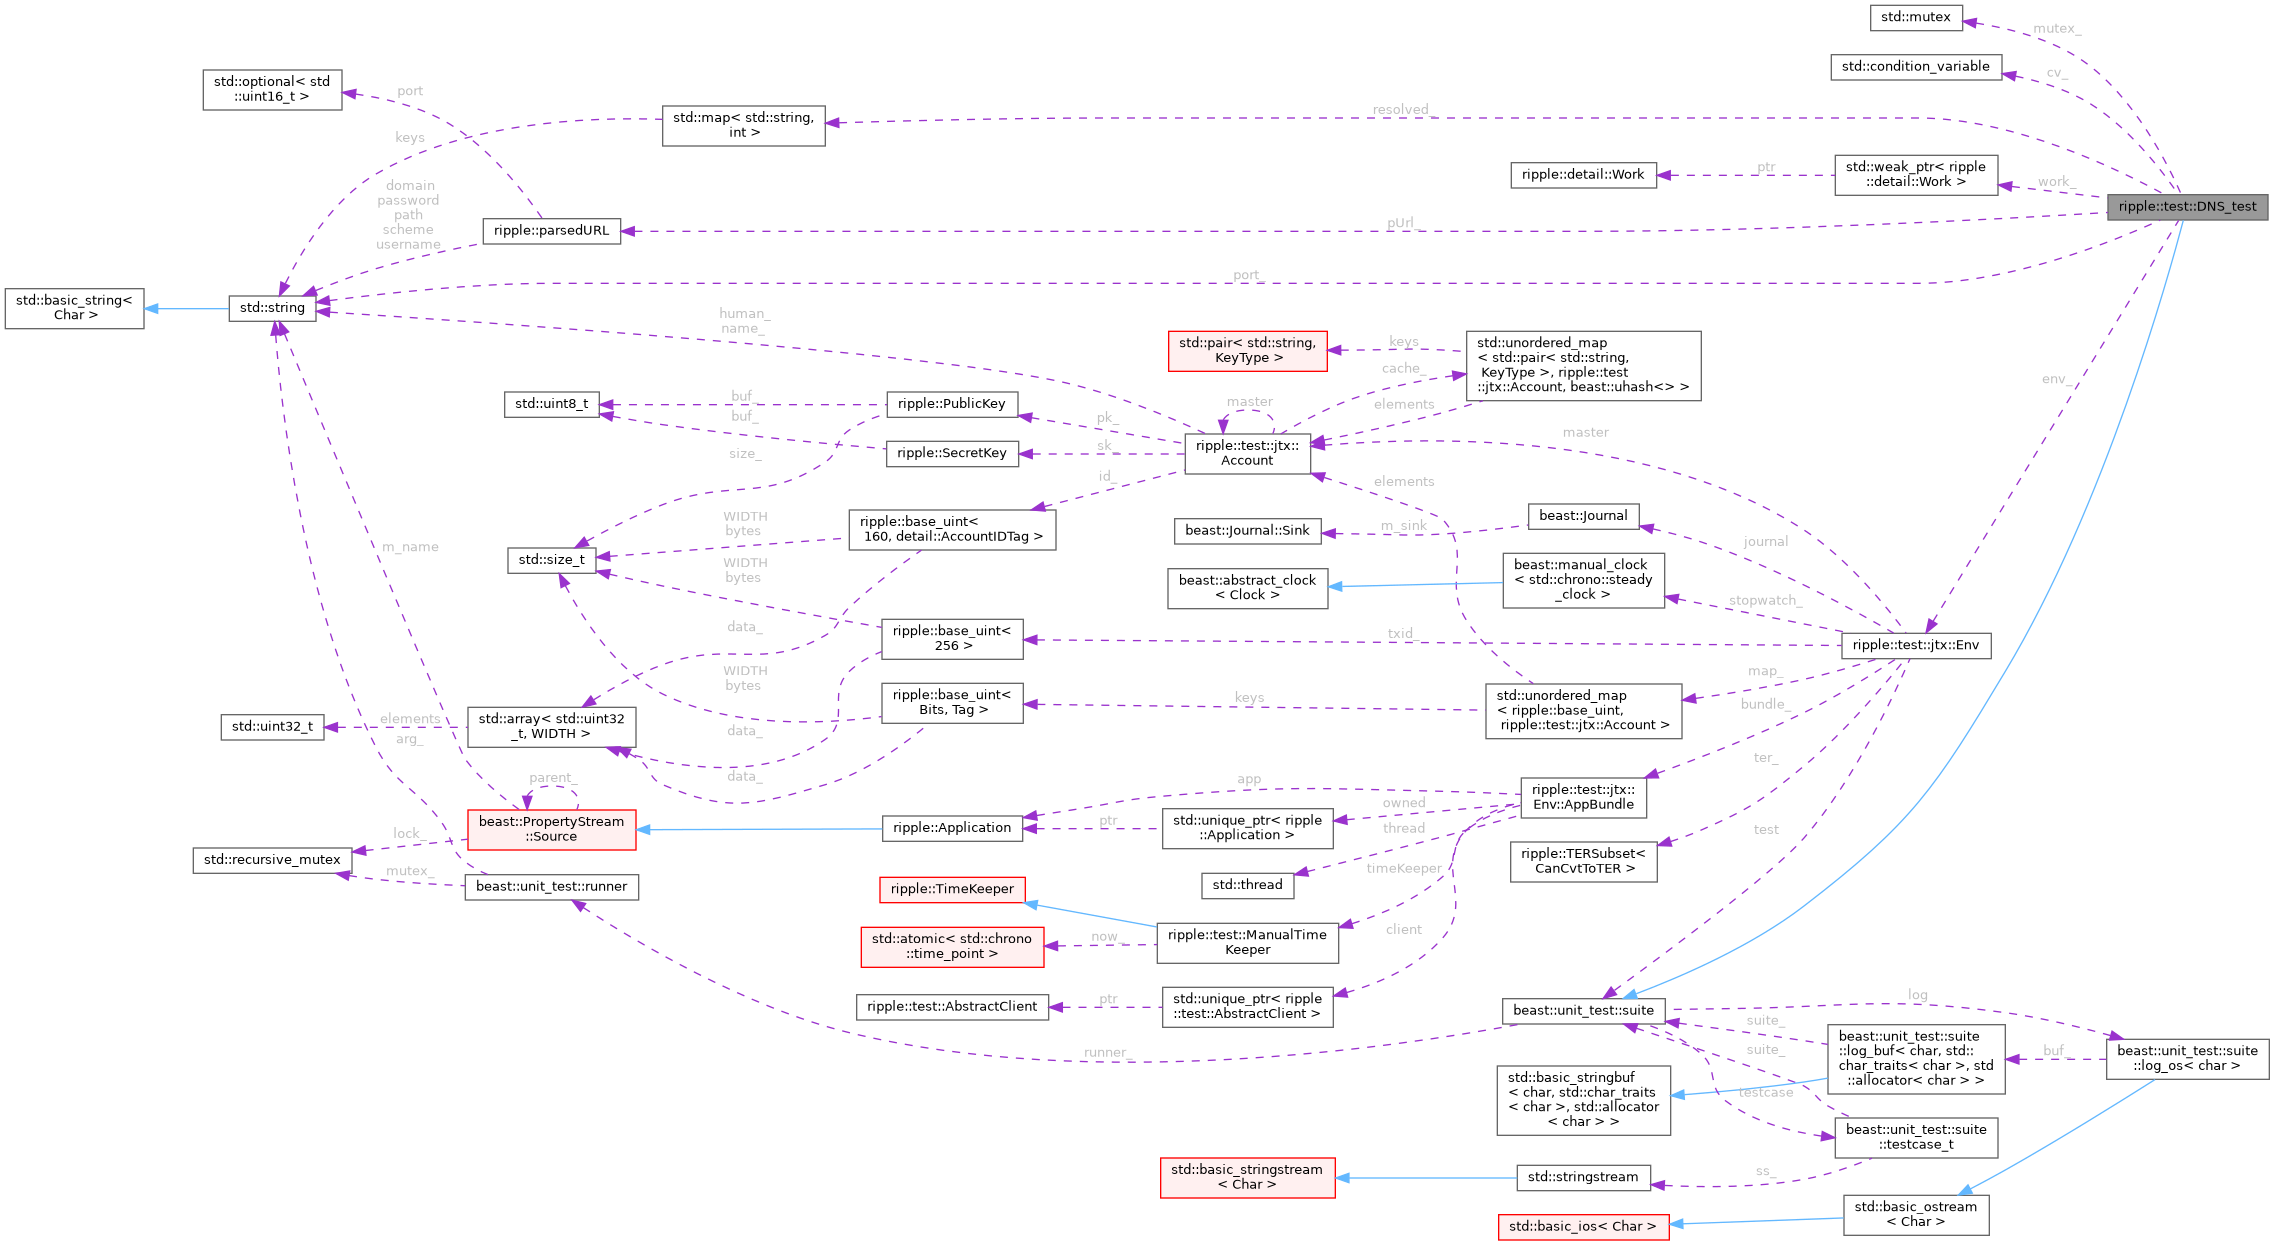 std::mutex
mutex_
std::condition_variable
cv_
std::optional< std
::uint16_t >
port
std::map< std::string,
int >
resolved_
keys
ripple::detail::Work
ptr
std::weak_ptr< ripple
::detail::Work >
work_
ripple::test::DNS_test
domain
password
path
scheme
username
ripple::parsedURL
pUrl_
port_
std::basic_string<
Char >
std::string
human_
name_
std::pair< std::string,
KeyType >
keys
std::unordered_map
< std::pair< std::string,
KeyType >, ripple::test
::jtx::Account, beast::uhash<> >
cache_
elements
env_
std::uint8_t
buf_
buf_
ripple::PublicKey
pk_
master
master
ripple::SecretKey
sk_
ripple::test::jtx::
Account
size_
id_
elements
WIDTH
bytes
ripple::base_uint<
160, detail::AccountIDTag >
beast::Journal::Sink
m_sink
beast::Journal
journal
m_name
std::size_t
WIDTH
bytes
beast::abstract_clock
< Clock >
beast::manual_clock
< std::chrono::steady
_clock >
stopwatch_
data_
ripple::base_uint<
256 >
txid_
ripple::test::jtx::Env
WIDTH
bytes
ripple::base_uint<
Bits, Tag >
keys
std::unordered_map
< ripple::base_uint,
ripple::test::jtx::Account >
map_
bundle_
std::uint32_t
elements
arg_
std::array< std::uint32
_t, WIDTH >
data_
data_
ter_
parent_
app
ripple::test::jtx::
Env::AppBundle
beast::PropertyStream
::Source
ripple::Application
ptr
std::unique_ptr< ripple
::Application >
owned
thread
test
lock_
std::recursive_mutex
mutex_
beast::unit_test::runner
ripple::TERSubset<
CanCvtToTER >
timeKeeper
std::thread
ripple::TimeKeeper
std::atomic< std::chrono
::time_point >
now_
ripple::test::ManualTime
Keeper
client
ripple::test::AbstractClient
ptr
std::unique_ptr< ripple
::test::AbstractClient >
beast::unit_test::suite
log
runner_
suite_
suite_
beast::unit_test::suite
::log_buf< char, std::
char_traits< char >, std
::allocator< char > >
buf_
beast::unit_test::suite
::log_os< char >
std::basic_stringbuf
< char, std::char_traits
< char >, std::allocator
< char > >
testcase
beast::unit_test::suite
::testcase_t
std::basic_stringstream
< Char >
std::stringstream
ss_
std::basic_ios< Char >
std::basic_ostream
< Char >